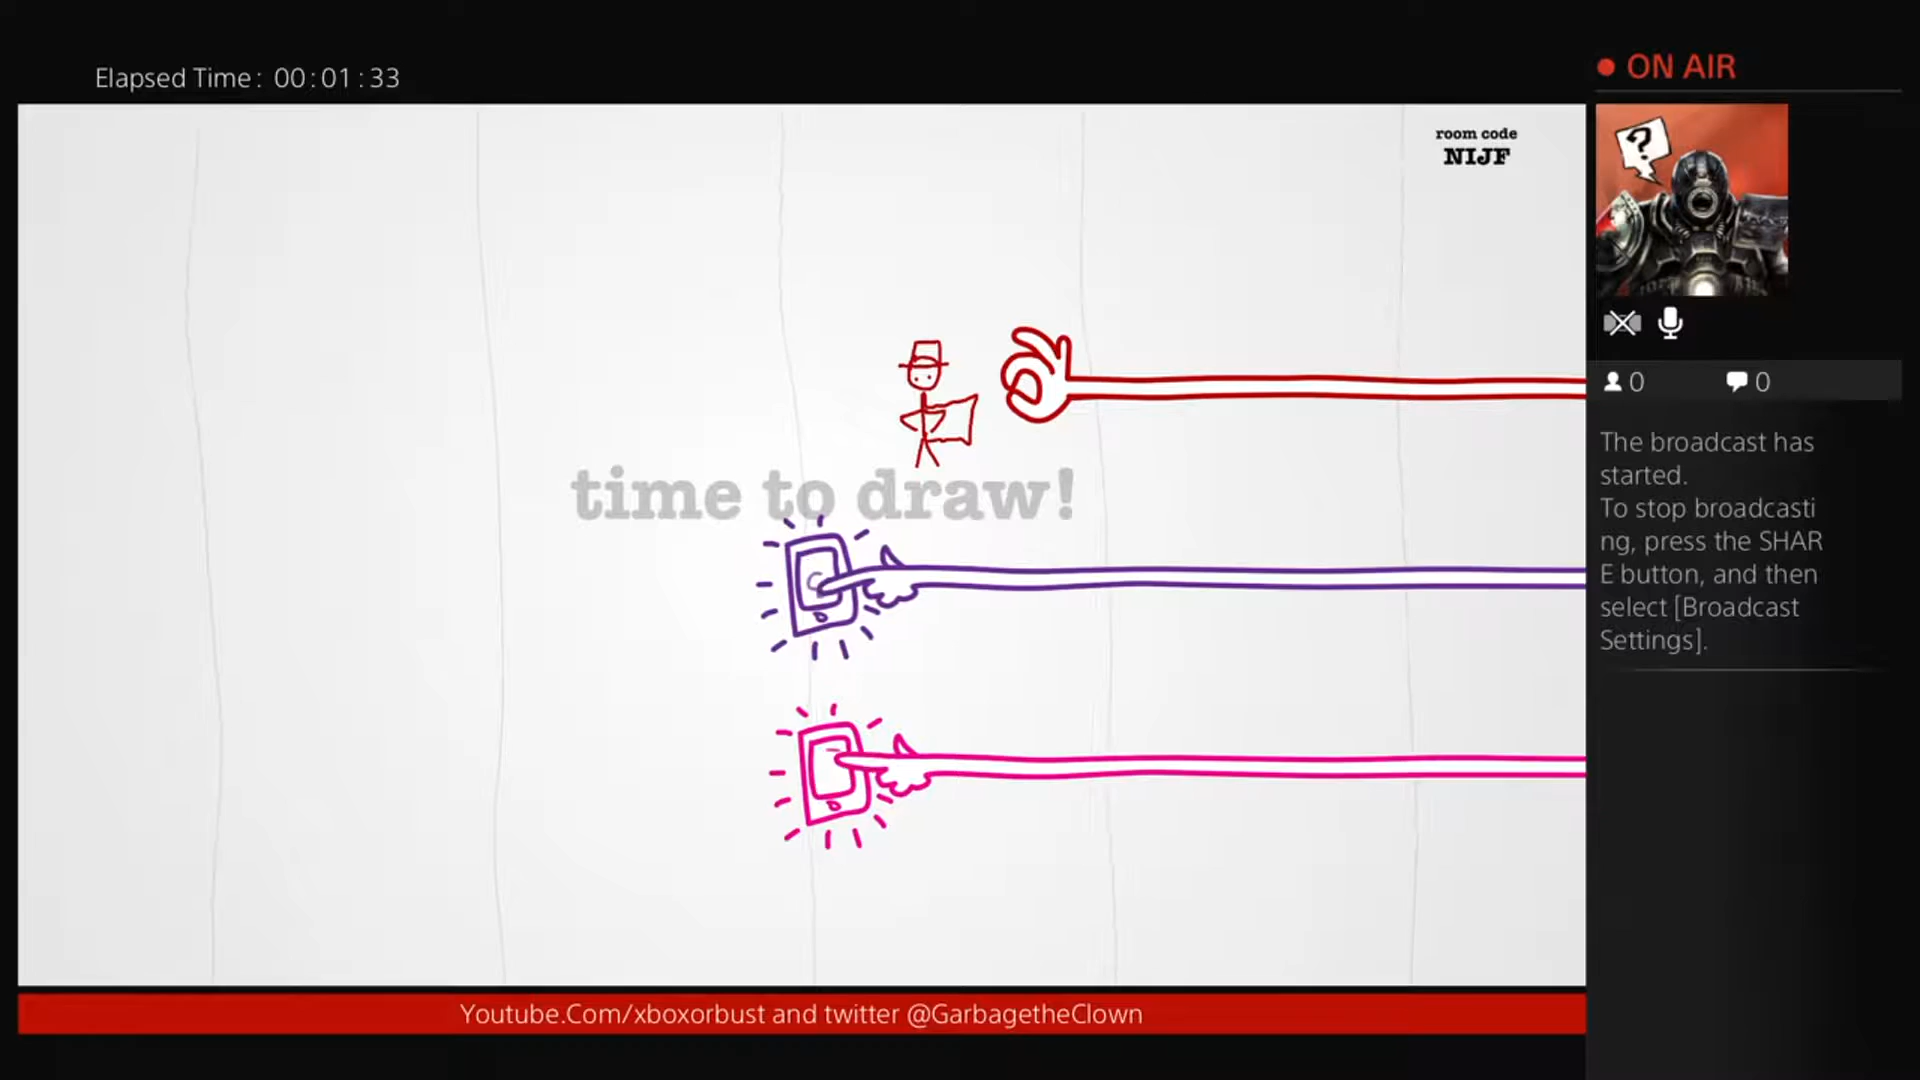 Elapsed Time: 00:01:33
ON AIR
room code
NIJF
?
0 0
time to draw!
The broadcast has
started.
To stop broadcasti
ng, press the SHAR
E button, and then
select [Broadcast
Settings].
Youtube.Com/xboxorbust and twitter @GarbagetheClown